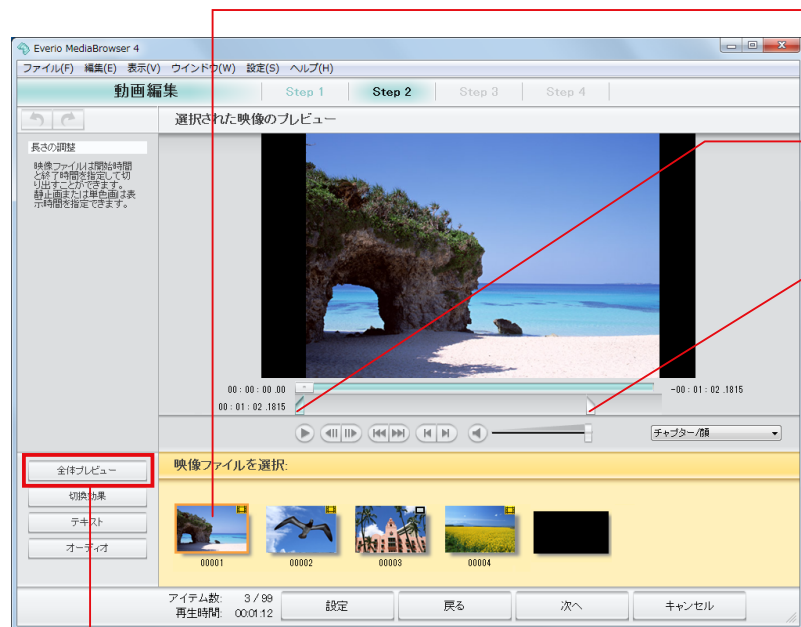 Everio MediaBrowser 4
ファイル(F) 編集(E) 表示(V) ウインドウ(W) 設定(S) ヘルプ(H)
動画編集 Step 1 Step 2 Step 3 Step 4
選択された映像のプレビュー
長さの調整
映像ファイルは開始時間
と終了時間を指定して切
り出すことができます。
静止画または単色画は表
示時間を指定できます。
00 : 00 : 00 .00 -00 : 01 : 02 .1815
00 : 01 : 02 .1815
チャプター/顔
全体プレビュー
切換効果
テキスト
オーディオ
映像ファイルを選択:
00001 00002 00003 00004
アイテム数: 3 / 99
再生時間: 00:01:12
設定 戻る 次へ キャンセル